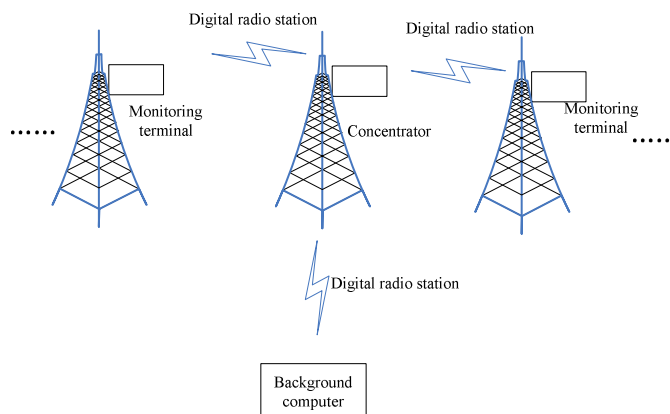 Digital radio station
Digital radio station
Monitoring
terminal
Concentrator
Monitoring
terminal
......
.....
Digital radio station
Background
computer